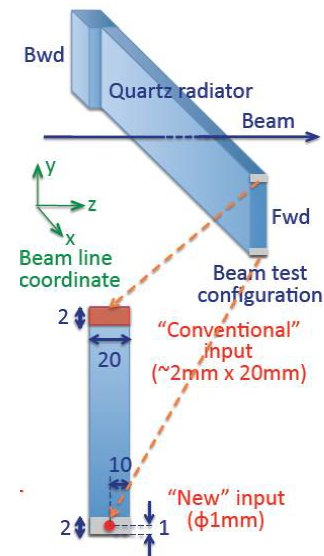 Bwd
Quartz radiator
Beam
y
z
x
Fwd
Beam line
coordinate
Beam test
configuration
2
20
"Conventional"
input
(~2mm x 20mm)
10
"New" input
(ϕ1mm)
2
1